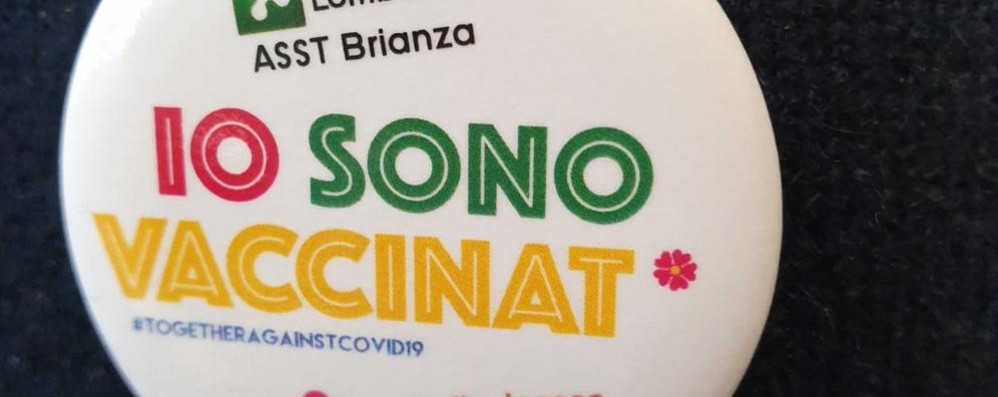 ASST Brianza
IO SONO
VACCINAT*
#TOGETHERAGAINSTCOVID19